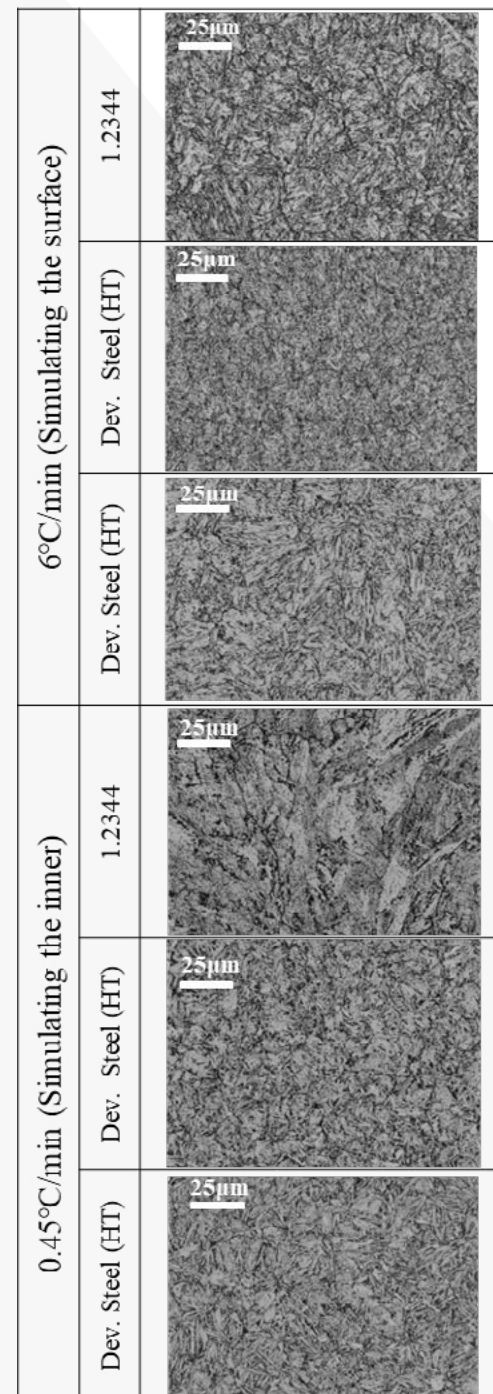 6°C/min (Simulating the surface)
1.2344
25μm
Dev. Steel (HT)
25μm
Dev. Steel (HT)
25μm
0.45°C/min (Simulating the inner)
1.2344
25μm
Dev. Steel (HT)
25μm
Dev. Steel (HT)
25μm